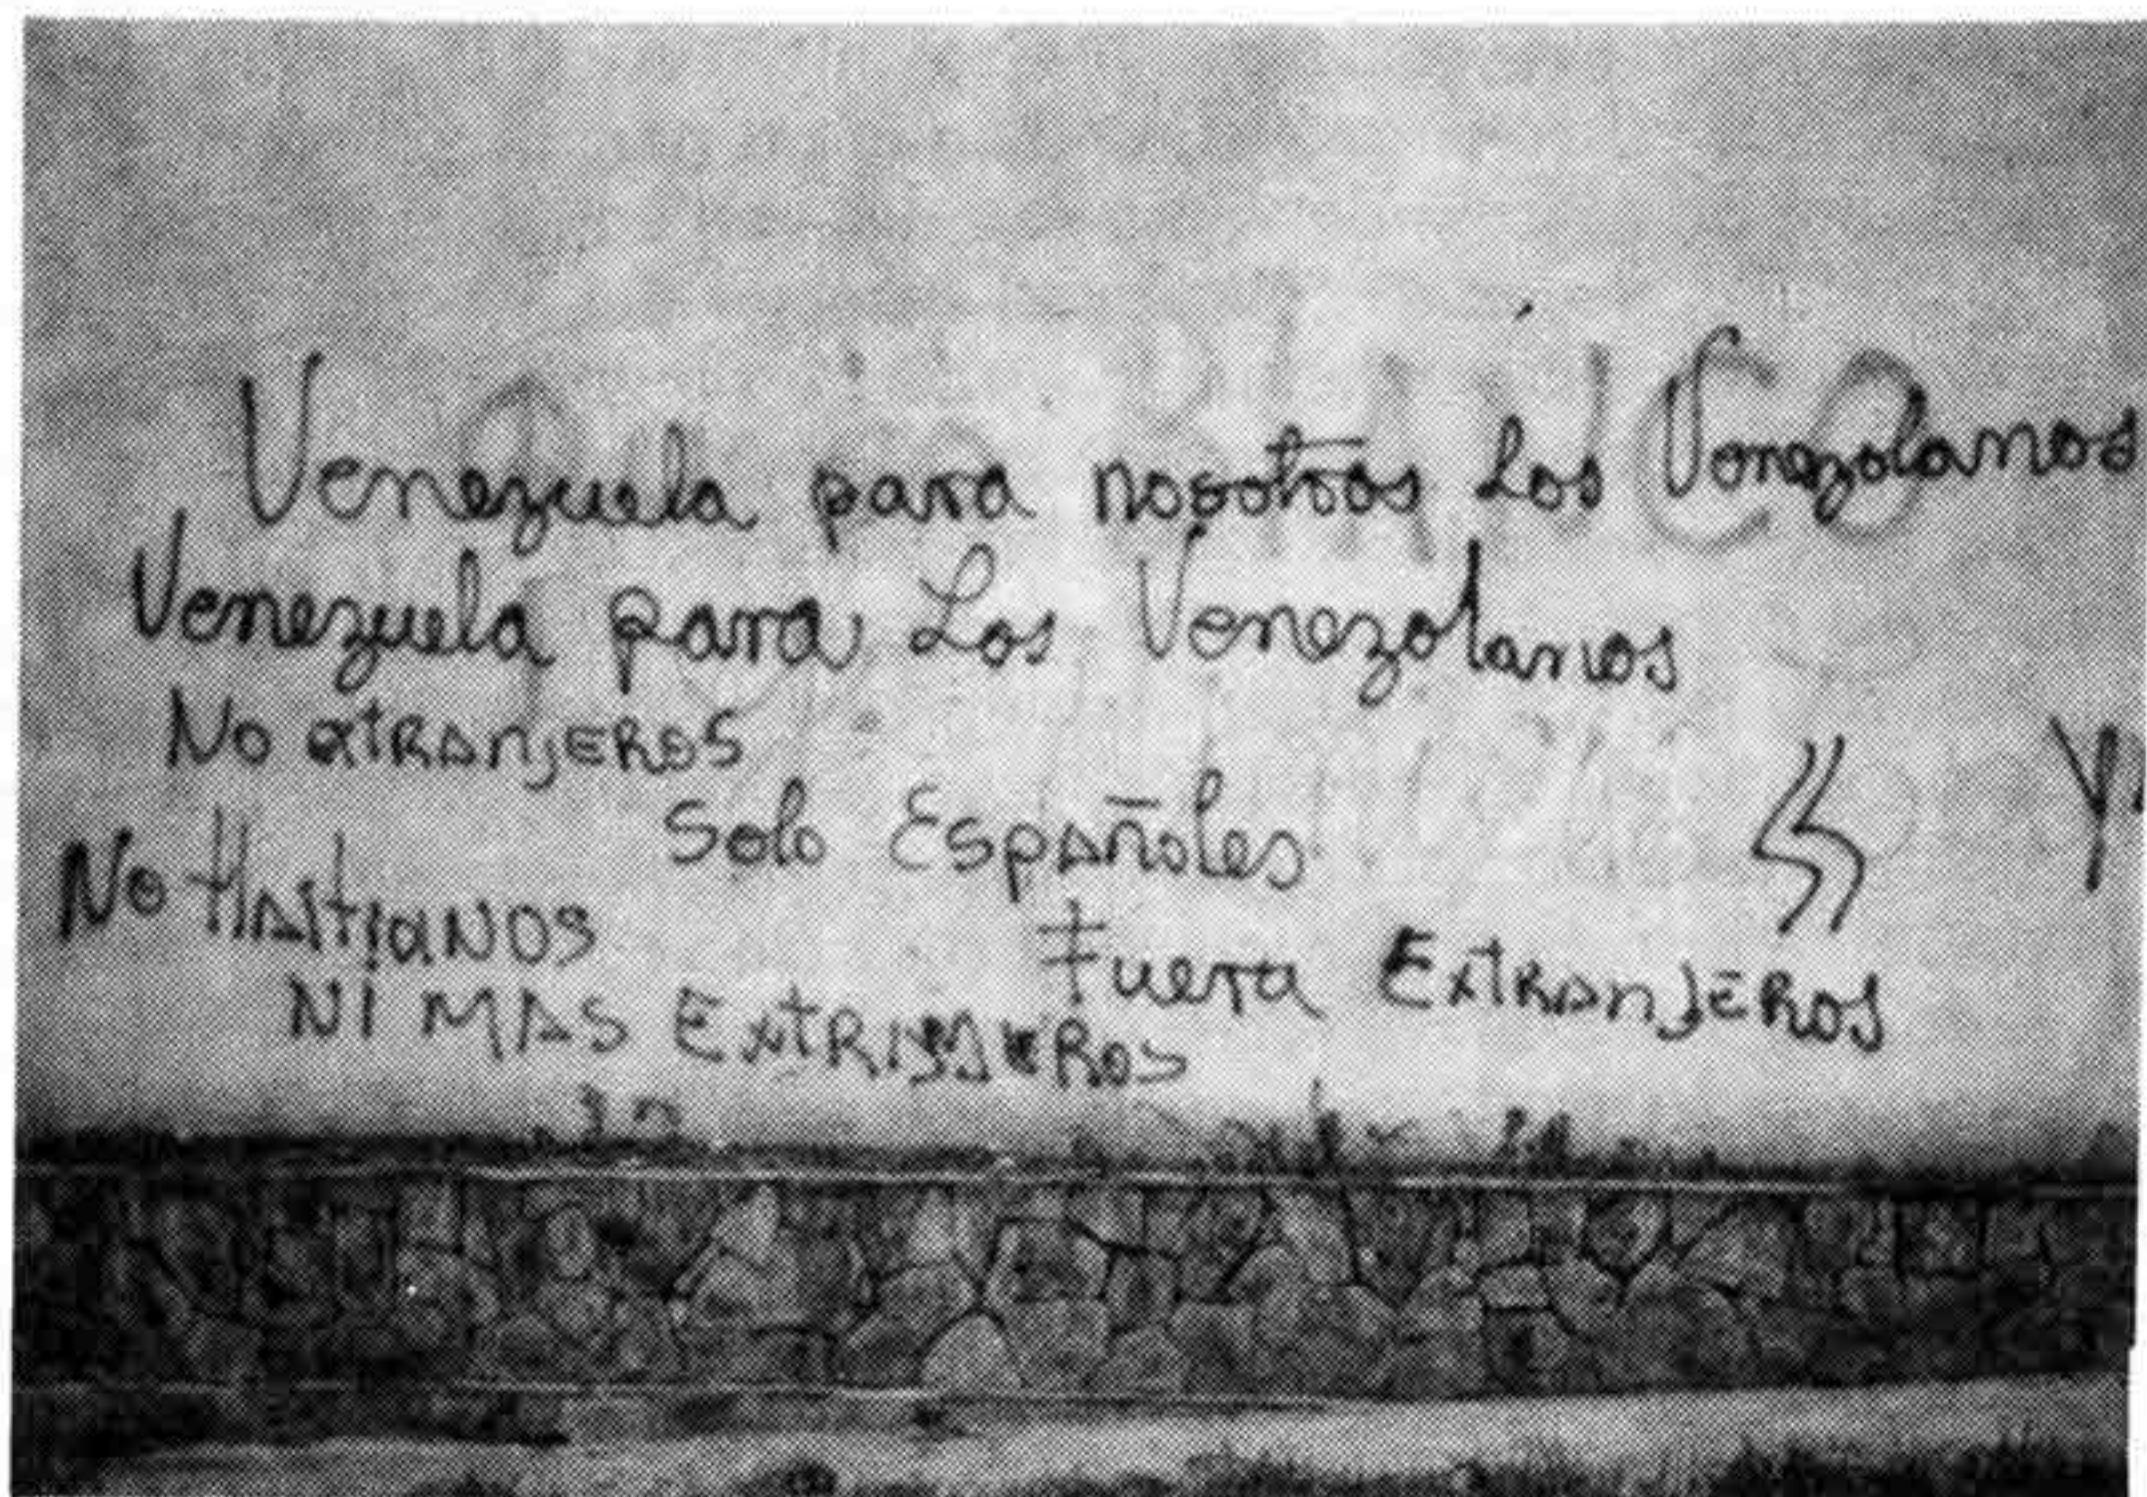 Venezuela para nosotros Los Venezolanos
Venezuela para Los Venezolanos
No extRAnjEROS
Solo Españoles
No HAitiaNOS
Fuera EXtRAnJEROS
NI MAS